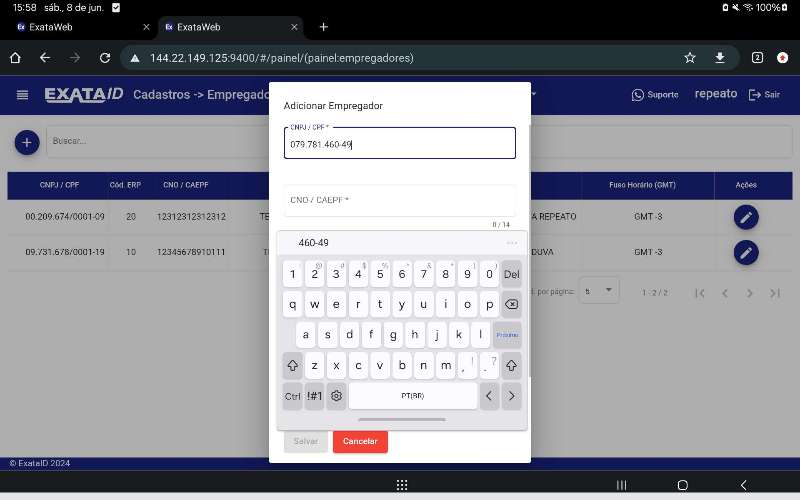 15:58 sáb., 8 de jun. 100%
ExataWeb
ExataWeb
144.22.149.125:9400/#/painel/(painel:empregadores)
2
EXATAID Cadastros -> Empregado
Suporte
repeato
Sair
Adicionar Empregador
CNPJ / CPF *
079.781.460-49
Buscar...
CNPJ / CPF Cód. ERP CNO / CAEPF Fuso Horário (GMT) Ações
CNO / CAEPF *
0 / 14
00.209.674/0001-09 20 12312312312312 TE A REPEATO GMT -3
09.731.678/0001-19 10 12345678910111 DUVA GMT -3
por página: 5 1 - 2 / 2
460-49
1 2 3 4 5 6 7 8 9 0 Del
q w e r t y u i o p
a s d f g h j k l Próximo
z x c v b n m , ! . ?
Ctrl !#1 PT(BR)
Salvar Cancelar
© ExataID 2024